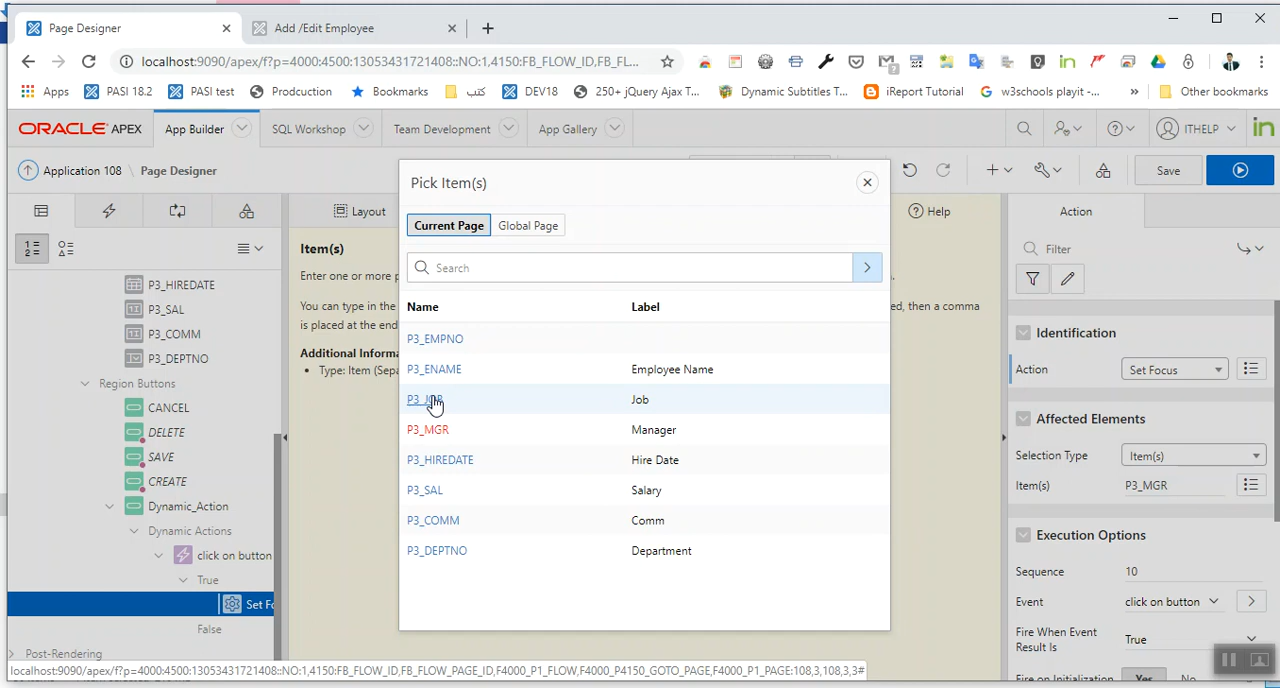 Page Designer
Add /Edit Employee
localhost:9090/apex/f?p=4000:4500:13053431721408::NO:1,4150:FB_FLOW_ID,FB_FL...
Apps
PASI 18.2
PASI test
Prodcution
Bookmarks
كتب
DEV18
250+ jQuery Ajax T...
Dynamic Subtitles T...
iReport Tutorial
w3schools playit -...
»
Other bookmarks
ORACLE APEX
App Builder
SQL Workshop
Team Development
App Gallery
ITHELP
in
Application 108
Page Designer
Save
Layout
Help
Action
Item(s)
Enter one or more p
You can type in the
ed, then a comma
is placed at the end
Additional Informa
• Type: Item (Sepa
P3_HIREDATE
P3_SAL
P3_COMM
P3_DEPTNO
Region Buttons
CANCEL
DELETE
SAVE
CREATE
Dynamic_Action
Dynamic Actions
click on button
True
Set Fo
False
Post-Rendering
Pick Item(s)
Current Page
Global Page
Search
Name
Label
P3_EMPNO
P3_ENAME
Employee Name
P3_JOB
Job
P3_MGR
Manager
P3_HIREDATE
Hire Date
P3_SAL
Salary
P3_COMM
Comm
P3_DEPTNO
Department
Filter
Identification
Action
Set Focus
Affected Elements
Selection Type
Item(s)
Item(s)
P3_MGR
Execution Options
Sequence
10
Event
click on button
Fire When Event
Result Is
True
Fire on Initialization
Yes
No
localhost:9090/apex/f?p=4000:4500:13053431721408::NO:1,4150:FB_FLOW_ID,FB_FLOW_PAGE_ID,F4000_P1_FLOW,F4000_P4150_GOTO_PAGE,F4000_P1_PAGE:108,3,108,3,3#